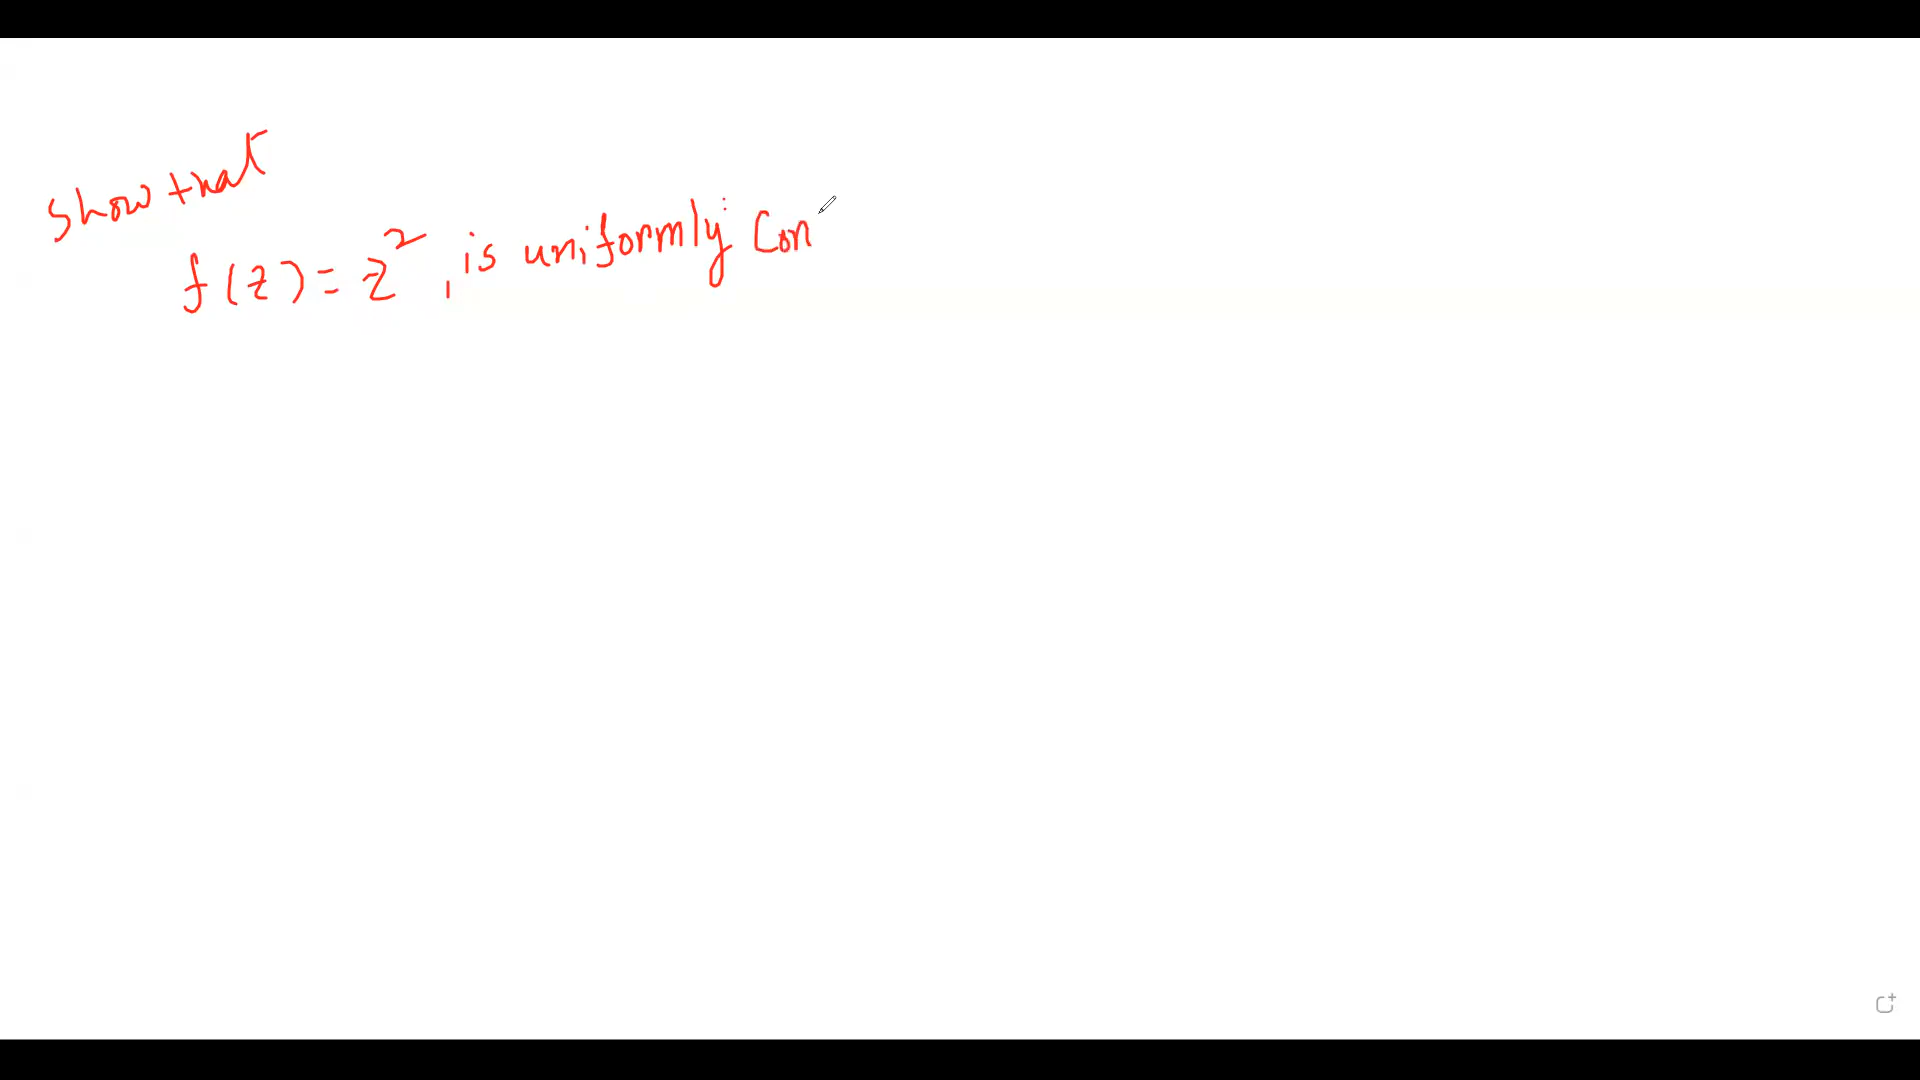 show that
f(z) = z², is uniformly Con